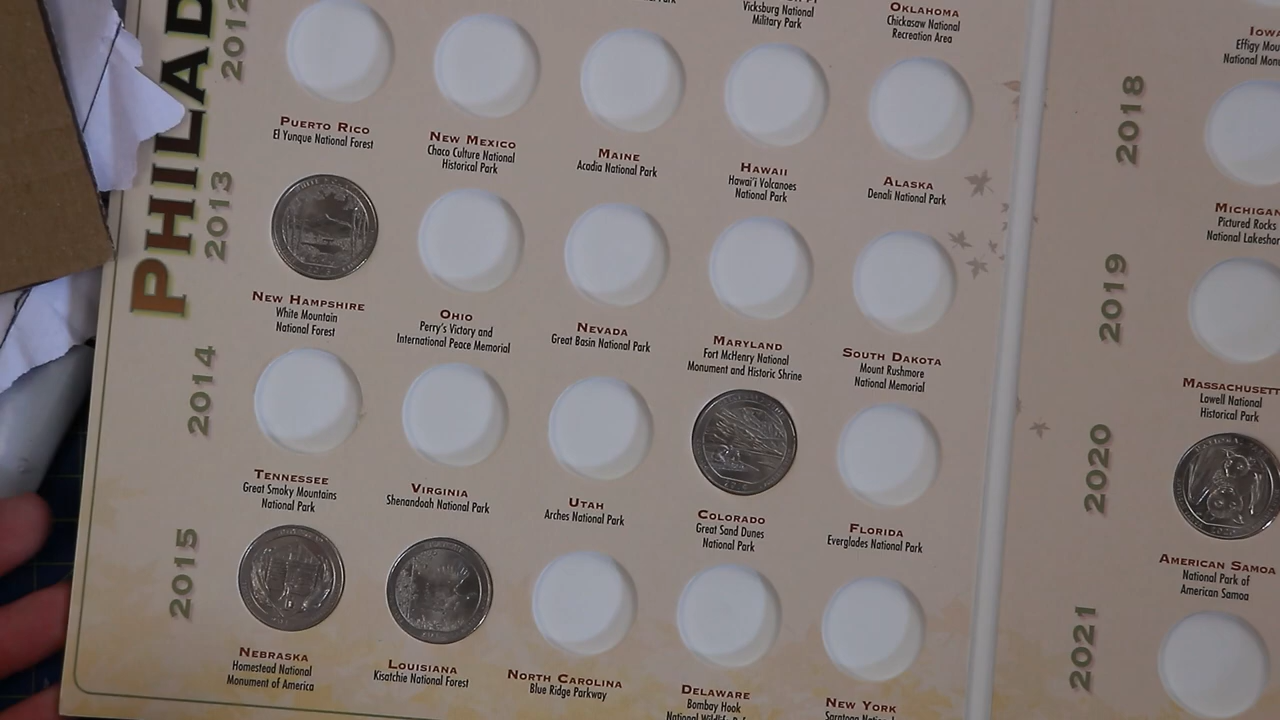 PHILAD
2012
Vicksburg National
Military Park
OKLAHOMA
Chickasaw National
Recreation Area
PUERTO RICO
El Yunque National Forest
NEW MEXICO
Chaco Culture National
Historical Park
MAINE
Acadia National Park
HAWAII
Hawai'i Volcanoes
National Park
ALASKA
Denali National Park
2013
NEW HAMPSHIRE
White Mountain
National Forest
OHIO
Perry's Victory and
International Peace Memorial
NEVADA
Great Basin National Park
MARYLAND
Fort McHenry National
Monument and Historic Shrine
SOUTH DAKOTA
Mount Rushmore
National Memorial
2014
TENNESSEE
Great Smoky Mountains
National Park
VIRGINIA
Shenandoah National Park
UTAH
Arches National Park
COLORADO
Great Sand Dunes
National Park
FLORIDA
Everglades National Park
2015
NEBRASKA
Homestead National
Monument of America
LOUISIANA
Kisatchie National Forest
NORTH CAROLINA
Blue Ridge Parkway
DELAWARE
Bombay Hook
NEW YORK
IOWA
Effigy Mou
National Monu
2018
MICHIGAN
Pictured Rocks
National Lakeshor
2019
MASSACHUSETT
Lowell National
Historical Park
2020
AMERICAN SAMOA
National Park of
American Samoa
2021